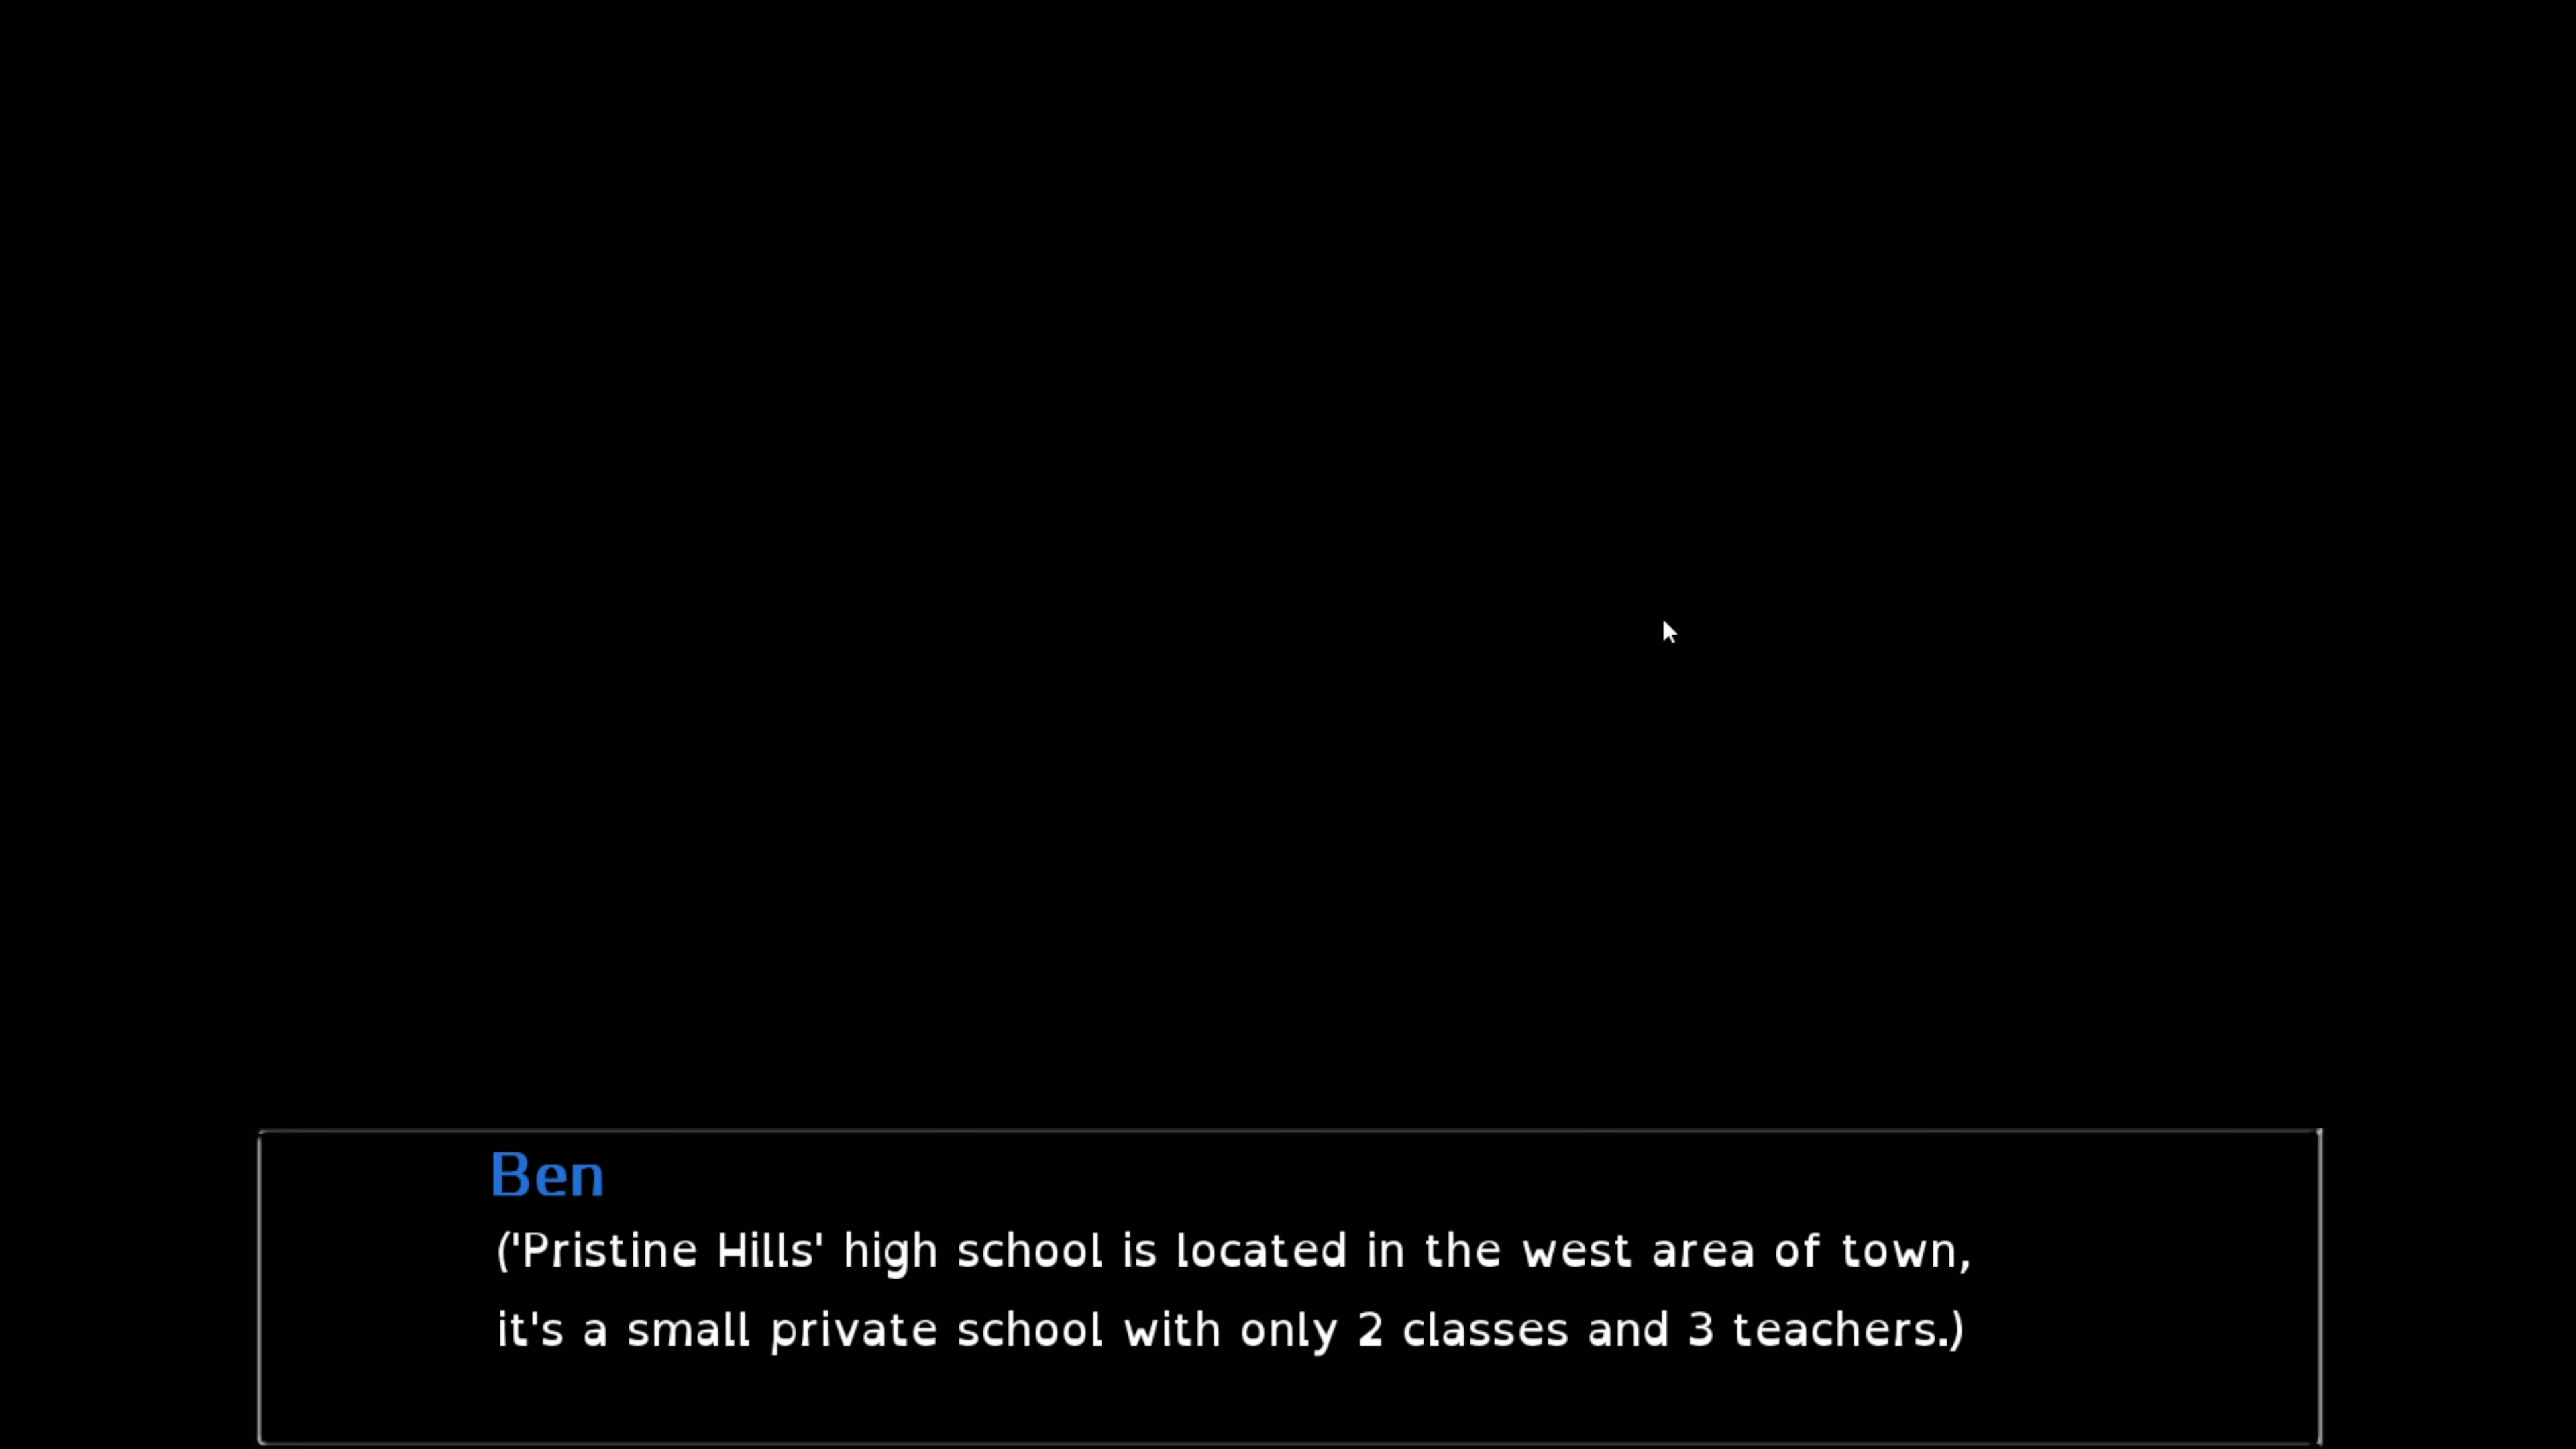 Ben
('Pristine Hills' high school is located in the west area of town,
it's a small private school with only 2 classes and 3 teachers.)